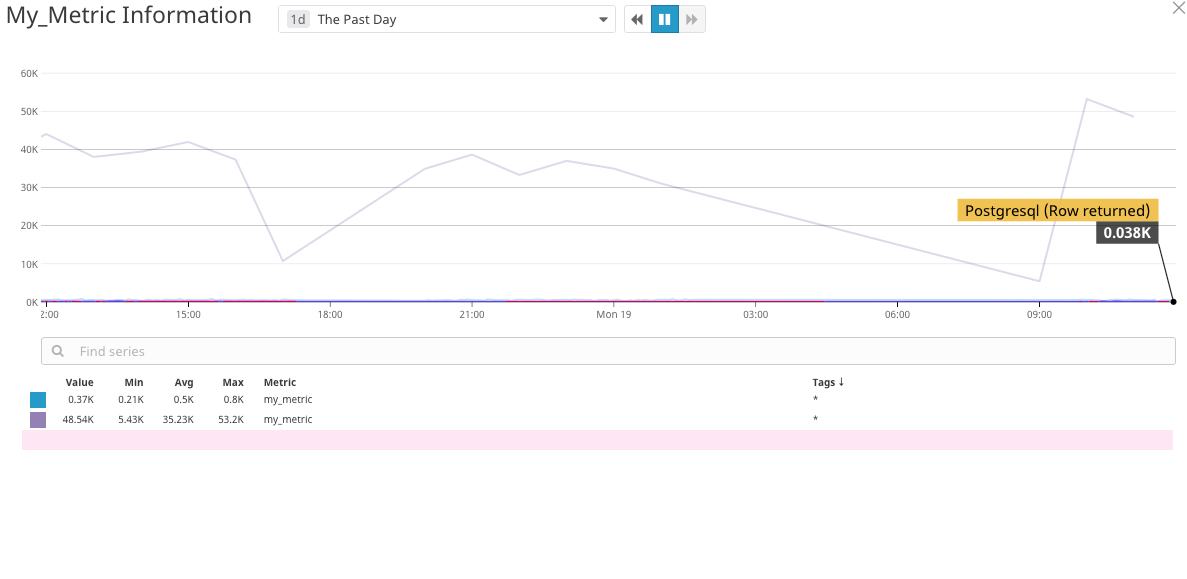 My_Metric Information
1d The Past Day
60K
50K
40K
30K
20K
10K
0K
Postgresql (Row returned)
0.038K
2:00 15:00 18:00 21:00 Mon 19 03:00 06:00 09:00
Find series
Value Min Avg Max Metric Tags ↓
0.37K 0.21K 0.5K 0.8K my_metric *
48.54K 5.43K 35.23K 53.2K my_metric *